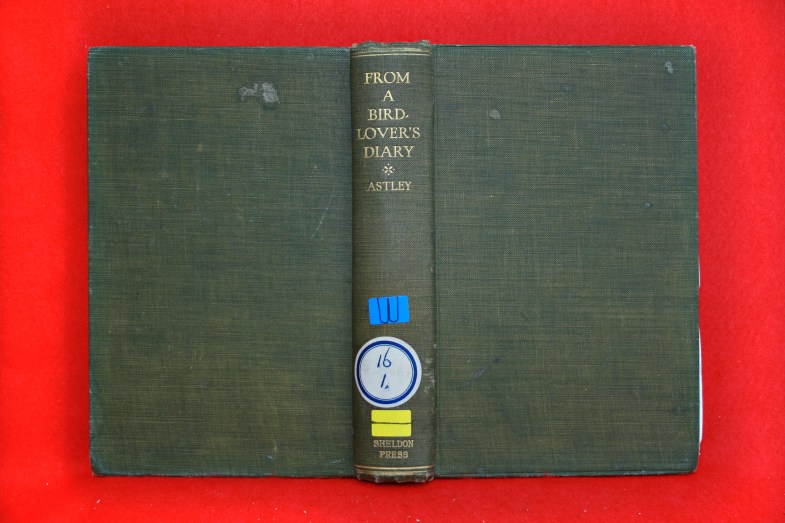 FROM
A
BIRD-
LOVER'S
DIARY
ASTLEY
W
16
1.
SHELDON
PRESS